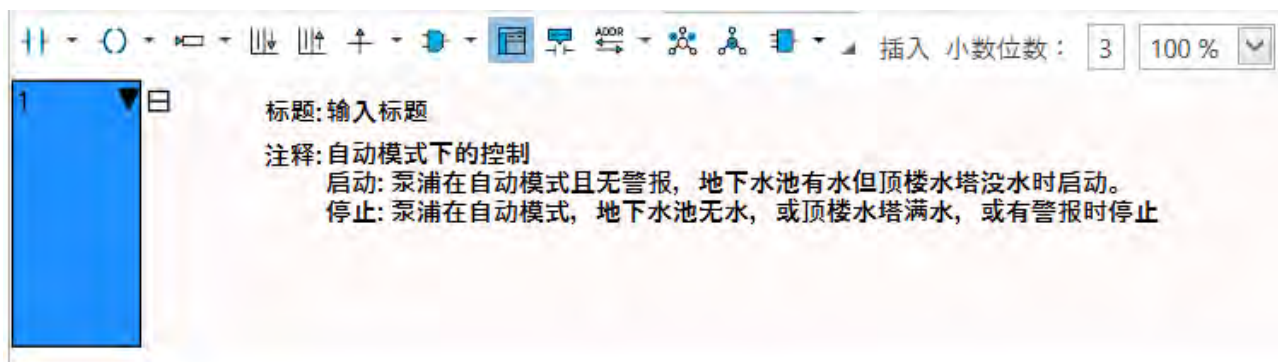 ADDR
插入 小数位数： 3 100 %
1
标题: 输入标题
注释: 自动模式下的控制
启动: 泵浦在自动模式且无警报，地下水池有水但顶楼水塔没水时启动。
停止: 泵浦在自动模式，地下水池无水，或顶楼水塔满水，或有警报时停止